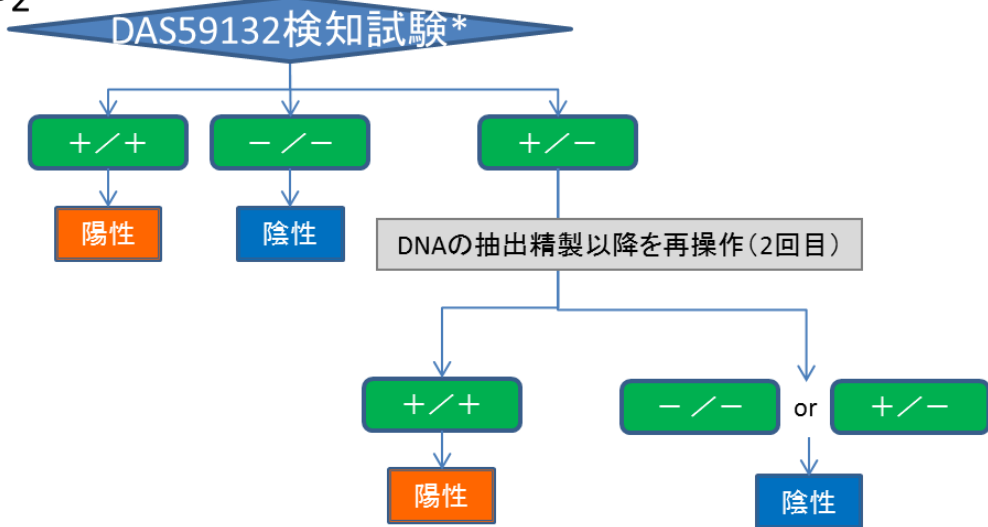 DAS59132検知試験*
+/+
-/-
+/-
陽性
陰性
DNAの抽出精製以降を再操作(2回目)
+/+
-/-
or
+/-
陽性
陰性